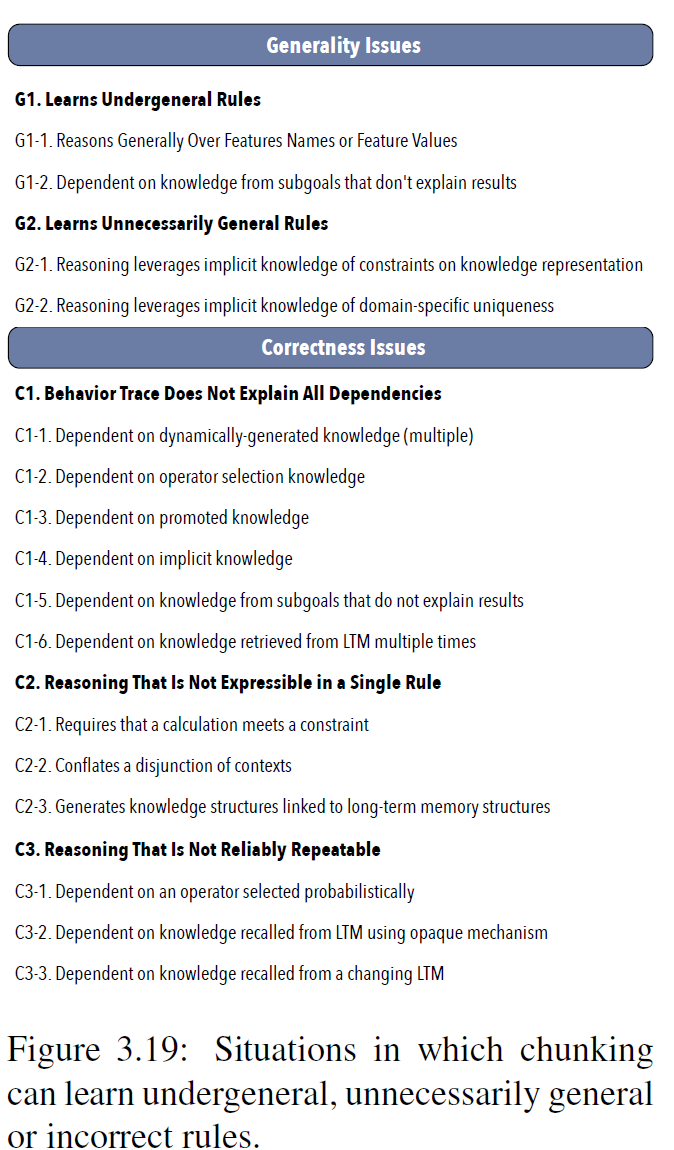 Generality Issues
G1. Learns Undergeneral Rules
G1-1. Reasons Generally Over Features Names or Feature Values
G1-2. Dependent on knowledge from subgoals that don't explain results
G2. Learns Unnecessarily General Rules
G2-1. Reasoning leverages implicit knowledge of constraints on knowledge representation
G2-2. Reasoning leverages implicit knowledge of domain-specific uniqueness
Correctness Issues
C1. Behavior Trace Does Not Explain All Dependencies
C1-1. Dependent on dynamically-generated knowledge (multiple)
C1-2. Dependent on operator selection knowledge
C1-3. Dependent on promoted knowledge
C1-4. Dependent on implicit knowledge
C1-5. Dependent on knowledge from subgoals that do not explain results
C1-6. Dependent on knowledge retrieved from LTM multiple times
C2. Reasoning That Is Not Expressible in a Single Rule
C2-1. Requires that a calculation meets a constraint
C2-2. Conflates a disjunction of contexts
C2-3. Generates knowledge structures linked to long-term memory structures
C3. Reasoning That Is Not Reliably Repeatable
C3-1. Dependent on an operator selected probabilistically
C3-2. Dependent on knowledge recalled from LTM using opaque mechanism
C3-3. Dependent on knowledge recalled from a changing LTM
Figure 3.19: Situations in which chunking
can learn undergeneral, unnecessarily general
or incorrect rules.